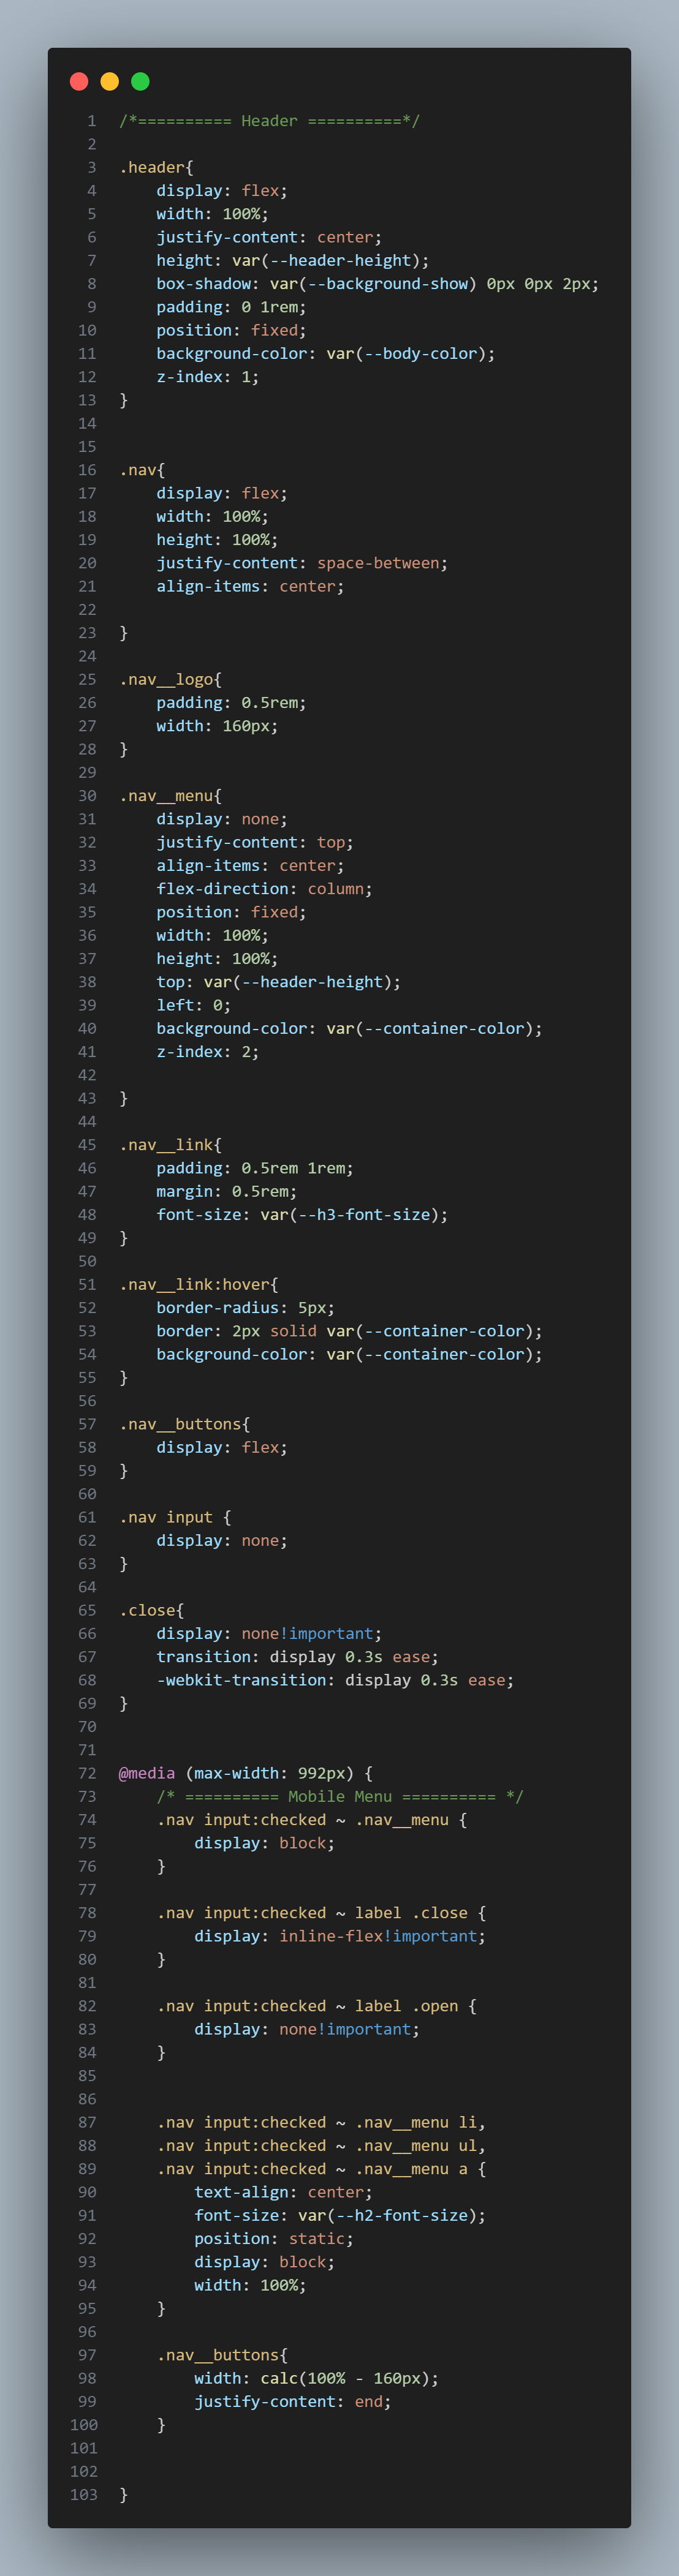 1 /*========== Header ==========*/
2
3 .header{
4     display: flex;
5     width: 100%;
6     justify-content: center;
7     height: var(--header-height);
8     box-shadow: var(--background-show) 0px 0px 2px;
9     padding: 0 1rem;
10     position: fixed;
11     background-color: var(--body-color);
12     z-index: 1;
13 }
14
15
16 .nav{
17     display: flex;
18     width: 100%;
19     height: 100%;
20     justify-content: space-between;
21     align-items: center;
22
23 }
24
25 .nav__logo{
26     padding: 0.5rem;
27     width: 160px;
28 }
29
30 .nav__menu{
31     display: none;
32     justify-content: top;
33     align-items: center;
34     flex-direction: column;
35     position: fixed;
36     width: 100%;
37     height: 100%;
38     top: var(--header-height);
39     left: 0;
40     background-color: var(--container-color);
41     z-index: 2;
42
43 }
44
45 .nav__link{
46     padding: 0.5rem 1rem;
47     margin: 0.5rem;
48     font-size: var(--h3-font-size);
49 }
50
51 .nav__link:hover{
52     border-radius: 5px;
53     border: 2px solid var(--container-color);
54     background-color: var(--container-color);
55 }
56
57 .nav__buttons{
58     display: flex;
59 }
60
61 .nav input {
62     display: none;
63 }
64
65 .close{
66     display: none!important;
67     transition: display 0.3s ease;
68     -webkit-transition: display 0.3s ease;
69 }
70
71
72 @media (max-width: 992px) {
73     /* ========== Mobile Menu ========== */
74     .nav input:checked ~ .nav__menu {
75         display: block;
76     }
77
78     .nav input:checked ~ label .close {
79         display: inline-flex!important;
80     }
81
82     .nav input:checked ~ label .open {
83         display: none!important;
84     }
85
86
87     .nav input:checked ~ .nav__menu li,
88     .nav input:checked ~ .nav__menu ul,
89     .nav input:checked ~ .nav__menu a {
90         text-align: center;
91         font-size: var(--h2-font-size);
92         position: static;
93         display: block;
94         width: 100%;
95     }
96
97     .nav__buttons{
98         width: calc(100% - 160px);
99         justify-content: end;
100     }
101
102
103 }